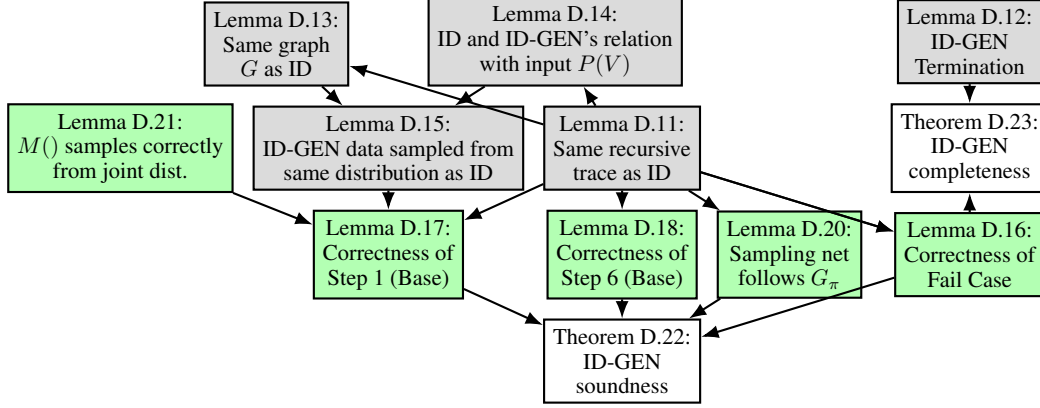 Lemma D.13:
Same graph
G as ID
Lemma D.14:
ID and ID-GEN's relation
with input P(V)
Lemma D.12:
ID-GEN
Termination
Lemma D.21:
M() samples correctly
from joint dist.
Lemma D.15:
ID-GEN data sampled from
same distribution as ID
Lemma D.11:
Same recursive
trace as ID
Theorem D.23:
ID-GEN
completeness
Lemma D.17:
Correctness of
Step 1 (Base)
Lemma D.18:
Correctness of
Step 6 (Base)
Lemma D.20:
Sampling net
follows G_π
Lemma D.16:
Correctness of
Fail Case
Theorem D.22:
ID-GEN
soundness